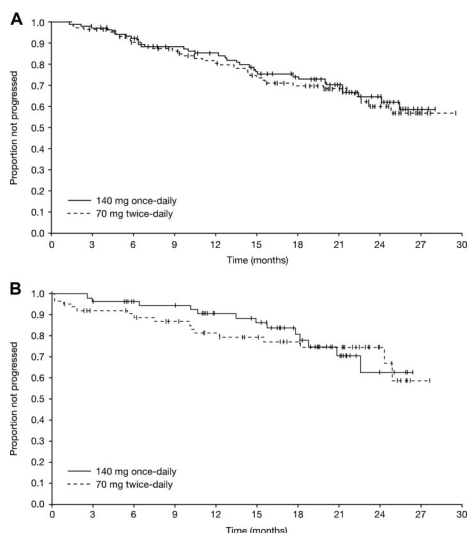 A
Proportion not progressed
1.0
0.9
0.8
0.7
0.6
0.5
0.4
0.3
0.2
0.1
0.0
140 mg once-daily
70 mg twice-daily
0 3 6 9 12 15 18 21 24 27 30
Time (months)
B
Proportion not progressed
1.0
0.9
0.8
0.7
0.6
0.5
0.4
0.3
0.2
0.1
0.0
140 mg once-daily
70 mg twice-daily
0 3 6 9 12 15 18 21 24 27 30
Time (months)